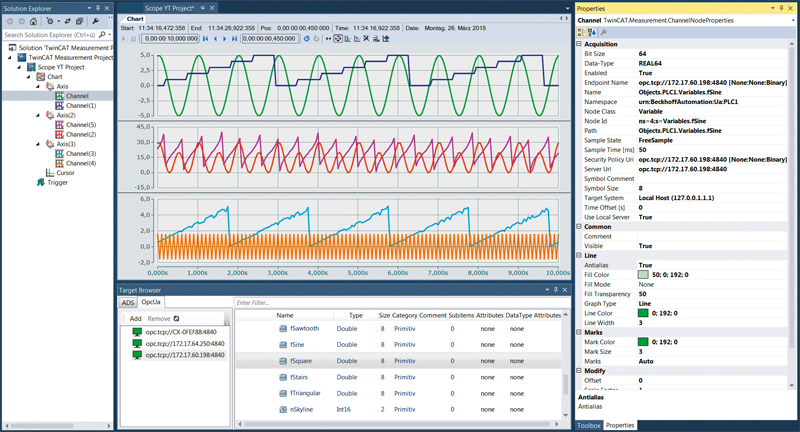 Solution Explorer
Search Solution Explorer (Ctrl+ü)
Solution 'TwinCAT Measurement Project
TwinCAT Measurement Project
Scope YT Project
Chart
Axis
Channel
Channel(1)
Axis(2)
Channel(5)
Channel(2)
Axis(3)
Channel(3)
Channel(4)
Cursor
Trigger
Scope YT Project*
Chart
Start: 11:34:16,472.358 End: 11:34:26,922.358 Pos: 0,00:00:00,450.000 Time: 11:34:16,922.358 Date: Montag, 26. März 2018
0,00:00:10,000.000 0,00:00:00,450.000
5,0
2,5
0,0
-2,5
-5,0
45,0
30,0
15,0
0,0
-15,0
6,0
4,0
2,0
0,0
-2,0
0,000s 1,000s 2,000s 3,000s 4,000s 5,000s 6,000s 7,000s 8,000s 9,000s 10,000s
Target Browser
ADS OpcUa
Add Remove
opc.tcp://CX-0FEF88:4840
opc.tcp://172.17.64.250:4840
opc.tcp://172.17.60.198:4840
Enter Filter...
Name Type Size Category Comment Subitems Attributes DataType Attributes
fSawtooth Double 8 Primitiv 0 none none
fSine Double 8 Primitiv 0 none none
fSquare Double 8 Primitiv 0 none none
fStairs Double 8 Primitiv 0 none none
fTriangular Double 8 Primitiv 0 none none
nSkyline Int16 2 Primitiv 0 none none
Properties
Channel TwinCAT.Measurement.ChannelNodeProperties
Acquisition
Bit Size 64
Data-Type REAL64
Enabled True
Endpoint Name opc.tcp://172.17.60.198:4840 [None:None:Binary]
Name Objects.PLC1.Variables.fSine
Namespace urn:BeckhoffAutomation:Ua:PLC1
Node Class Variable
Node Id ns=4;s=Variables.fSine
Path Objects.PLC1.Variables.fSine
Sample State FreeSample
Sample Time [ms] 50
Security Policy Uri opc.tcp://172.17.60.198:4840 [None:None:Binary]
Server Url opc.tcp://172.17.60.198:4840
Symbol Comment
Symbol Size 8
Target System Local Host (127.0.0.1.1.1)
Time Offset [s] 0
Use Local Server True
Common
Comment
Visible True
Line
Antialias True
Fill Color 50; 0; 192; 0
Fill Mode None
Fill Transparency 50
Graph Type Line
Line Color 0; 192; 0
Line Width 3
Marks
Mark Color 0; 192; 0
Mark Size 3
Marks Auto
Modify
Offset 0
Antialias
Antialias
Toolbox Properties